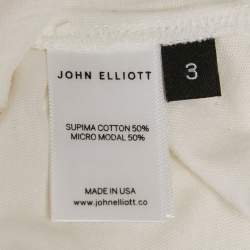 JOHN ELLIOTT
3
SUPIMA COTTON 50%
MICRO MODAL 50%
MADE IN USA
www.johnelliott.co